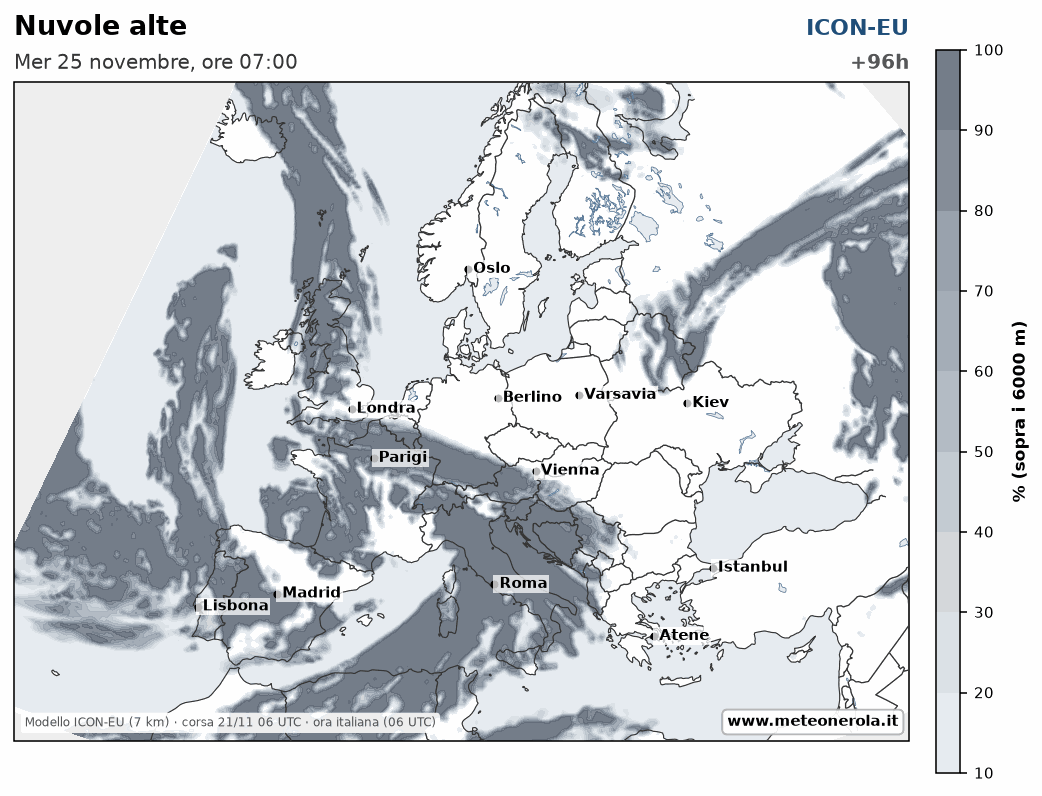 Nuvole alte
ICON-EU
Mer 25 novembre, ore 07:00
+96h
100
90
80
70
60
50
40
30
20
10
% (sopra i 6000 m)
Oslo
Berlino
Varsavia
Londra
Kiev
Parigi
Vienna
Istanbul
Roma
Madrid
Lisbona
Atene
Modello ICON-EU (7 km) · corsa 21/11 06 UTC · ora italiana (06 UTC)
www.meteonerola.it